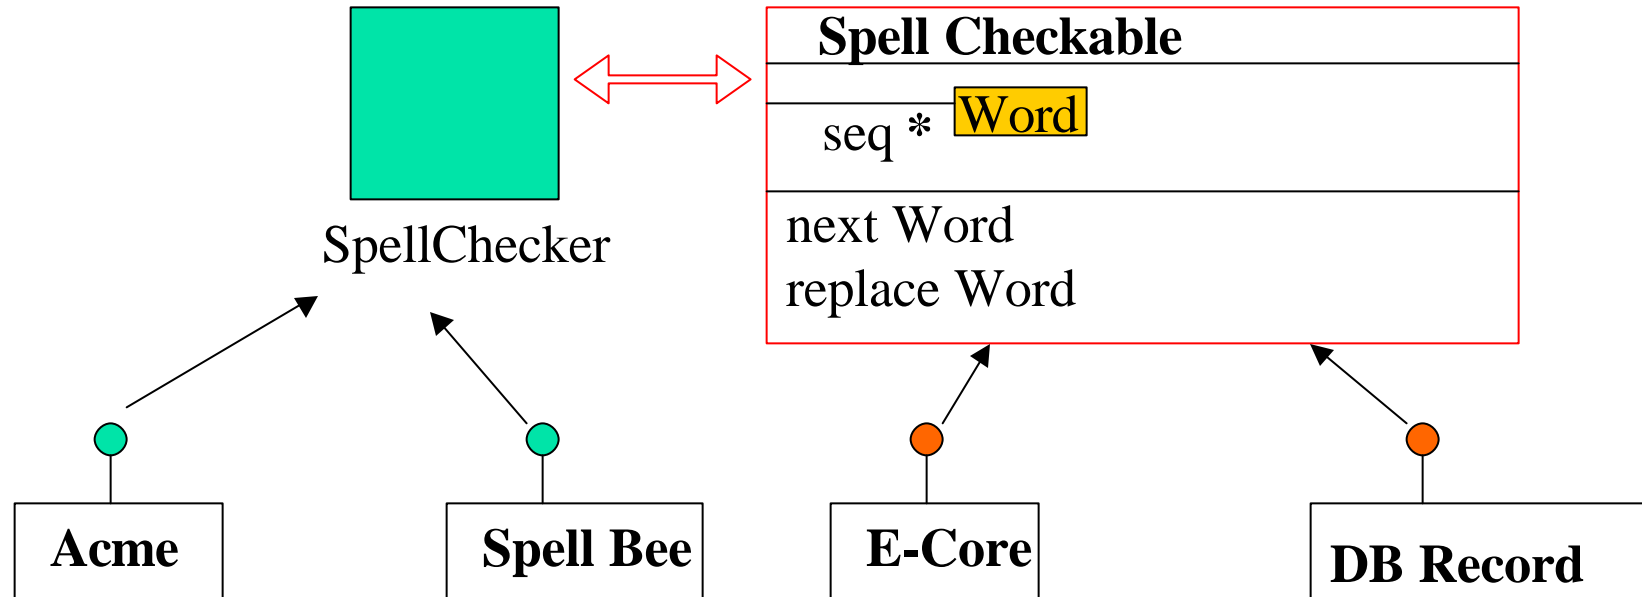 Spell Checkable
Word
seq *
SpellChecker
next Word
replace Word
Acme
Spell Bee
E-Core
DB Record